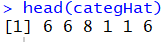 > head(categHat)
[1] 6 6 8 1 1 6